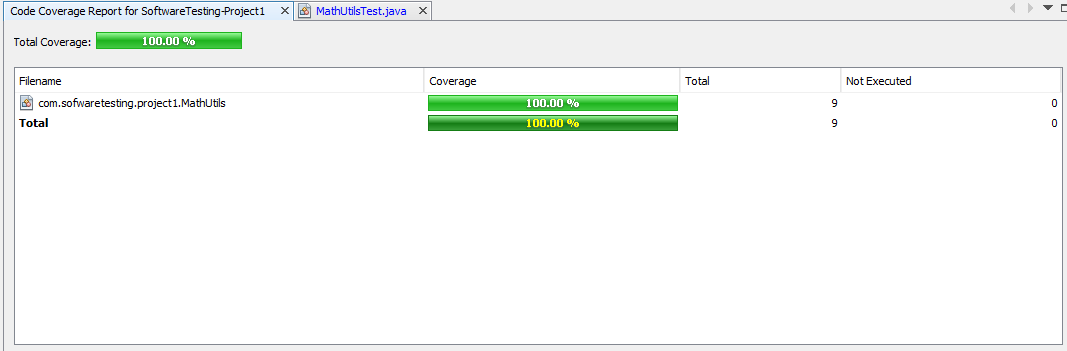 Code Coverage Report for SoftwareTesting-Project1 MathUtilsTest.java
Total Coverage: 100.00 %
Filename Coverage Total Not Executed
com.sofwaretesting.project1.MathUtils 100.00 % 9 0
Total 100.00 % 9 0